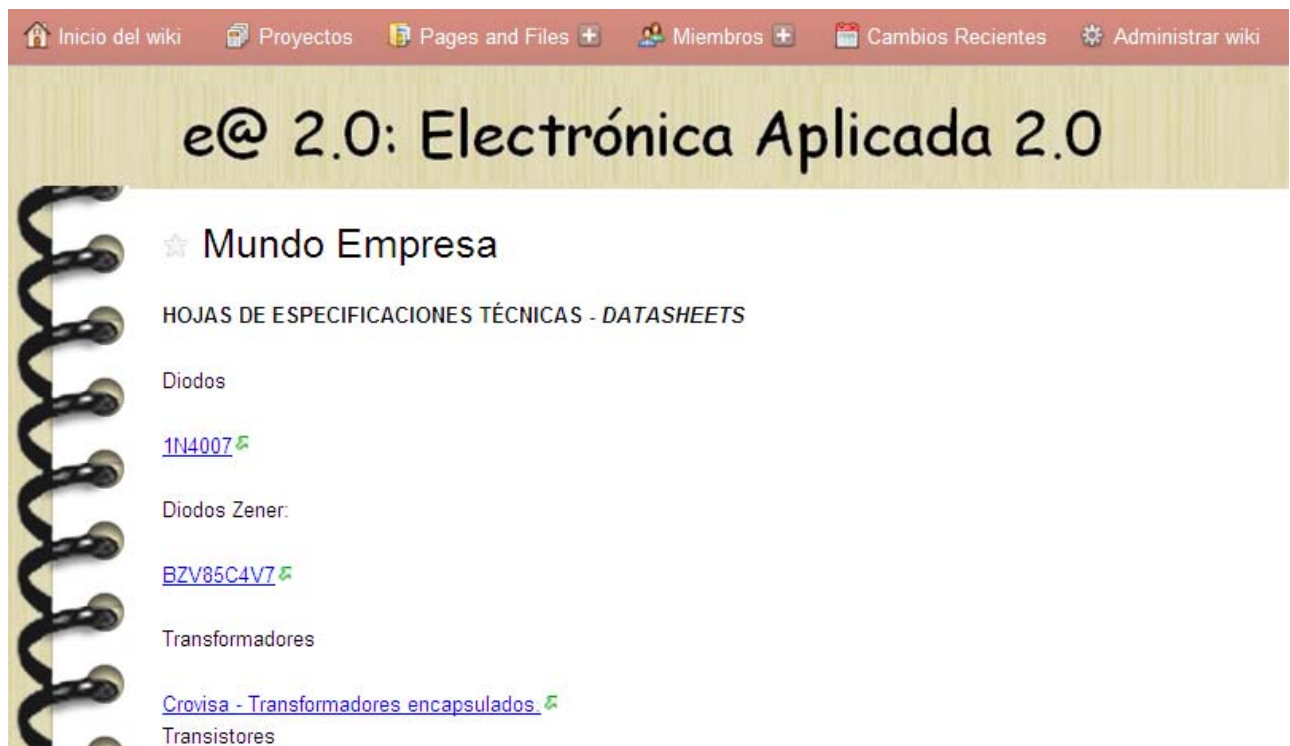 Inicio del wiki Proyectos Pages and Files Miembros Cambios Recientes Administrar wiki
e@ 2.0: Electrónica Aplicada 2.0
Mundo Empresa
HOJAS DE ESPECIFICACIONES TÉCNICAS - DATASHEETS
Diodos
1N4007
Diodos Zener:
BZV85C4V7
Transformadores
Crovisa - Transformadores encapsulados.
Transistores